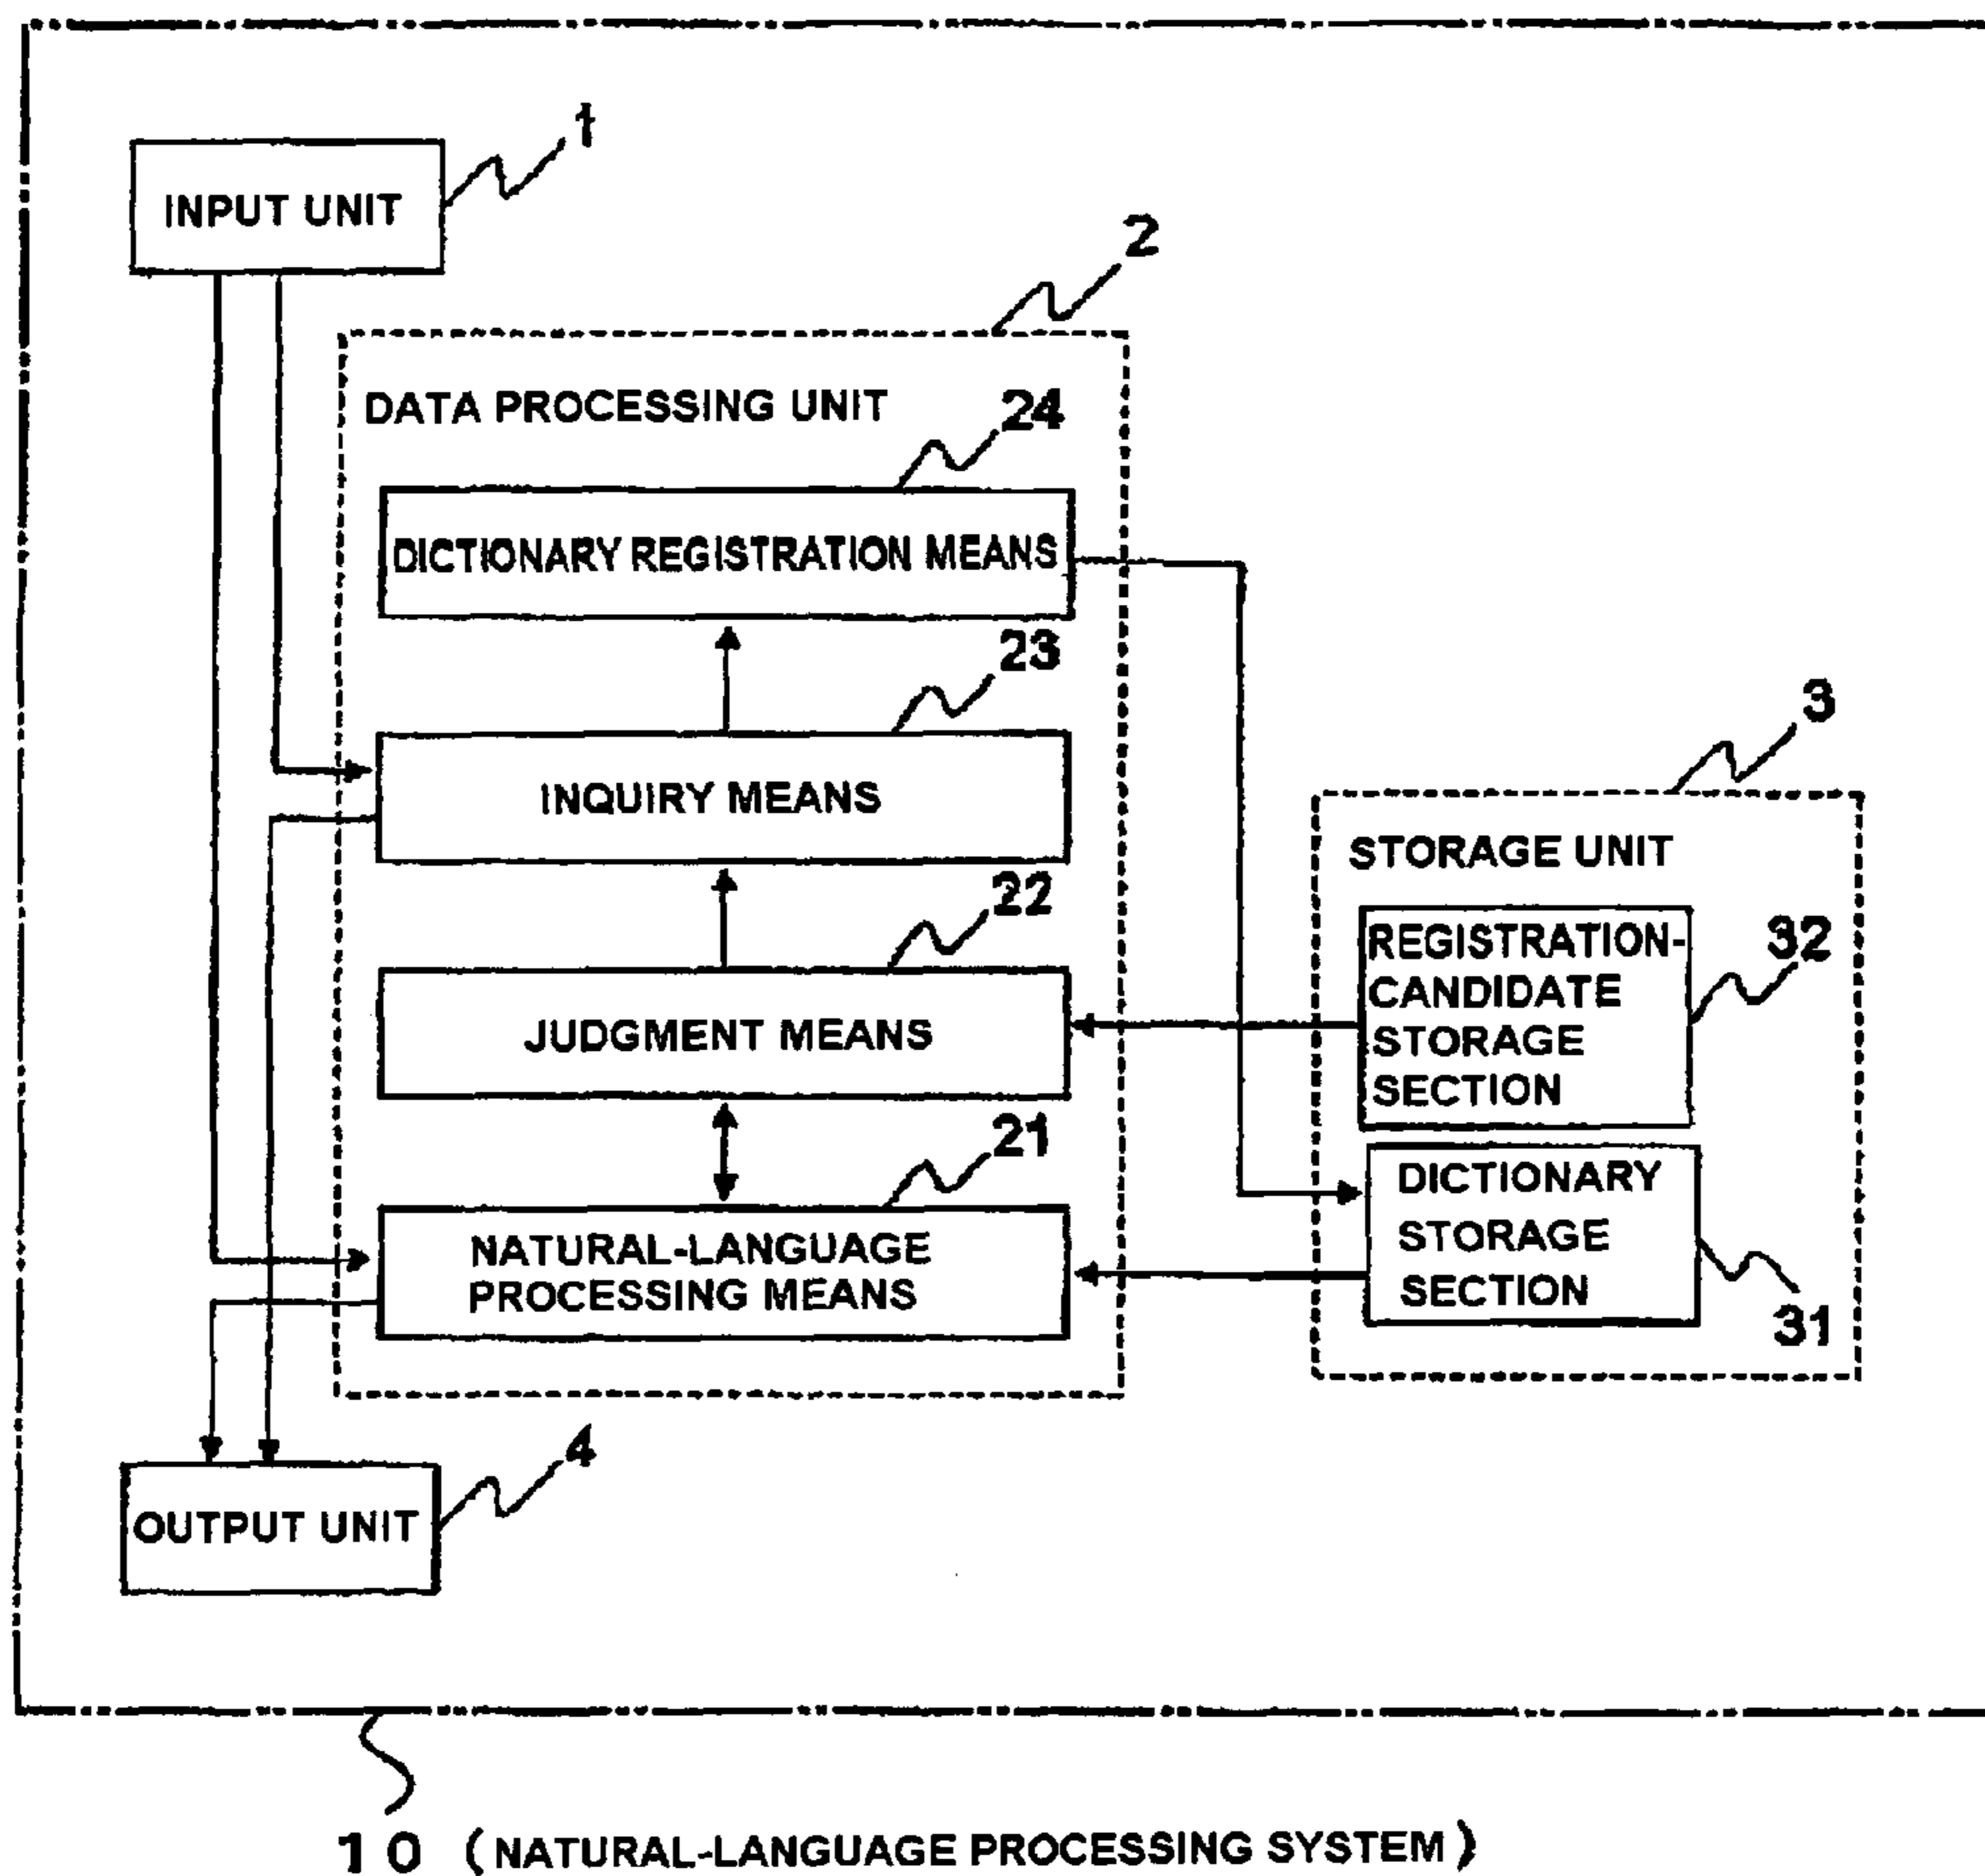 1
INPUT UNIT
2
DATA PROCESSING UNIT
24
DICTIONARY REGISTRATION MEANS
23
INQUIRY MEANS
22
JUDGMENT MEANS
21
NATURAL-LANGUAGE
PROCESSING MEANS
3
STORAGE UNIT
REGISTRATION-
CANDIDATE
STORAGE
SECTION
32
DICTIONARY
STORAGE
SECTION
31
4
OUTPUT UNIT
10 (NATURAL-LANGUAGE PROCESSING SYSTEM)